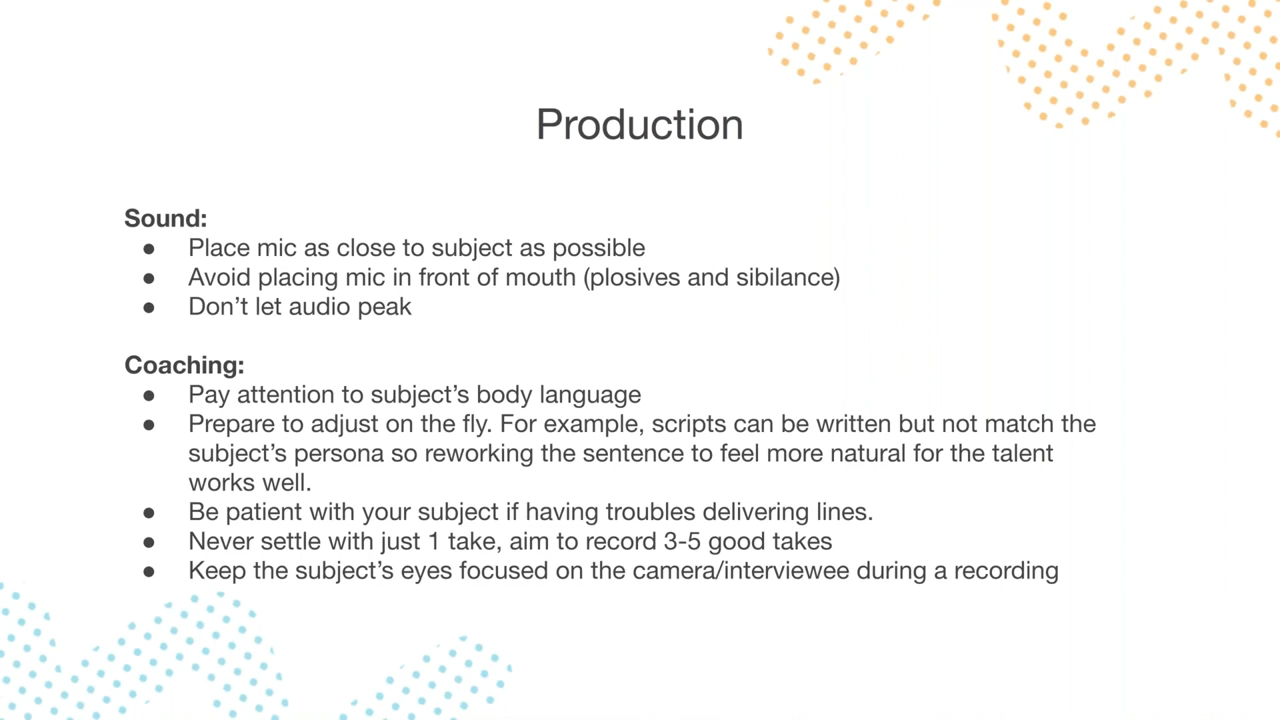 Production
Sound:
● Place mic as close to subject as possible
● Avoid placing mic in front of mouth (plosives and sibilance)
● Don’t let audio peak
Coaching:
● Pay attention to subject’s body language
● Prepare to adjust on the fly. For example, scripts can be written but not match the
subject’s persona so reworking the sentence to feel more natural for the talent
works well.
● Be patient with your subject if having troubles delivering lines.
● Never settle with just 1 take, aim to record 3-5 good takes
● Keep the subject’s eyes focused on the camera/interviewee during a recording